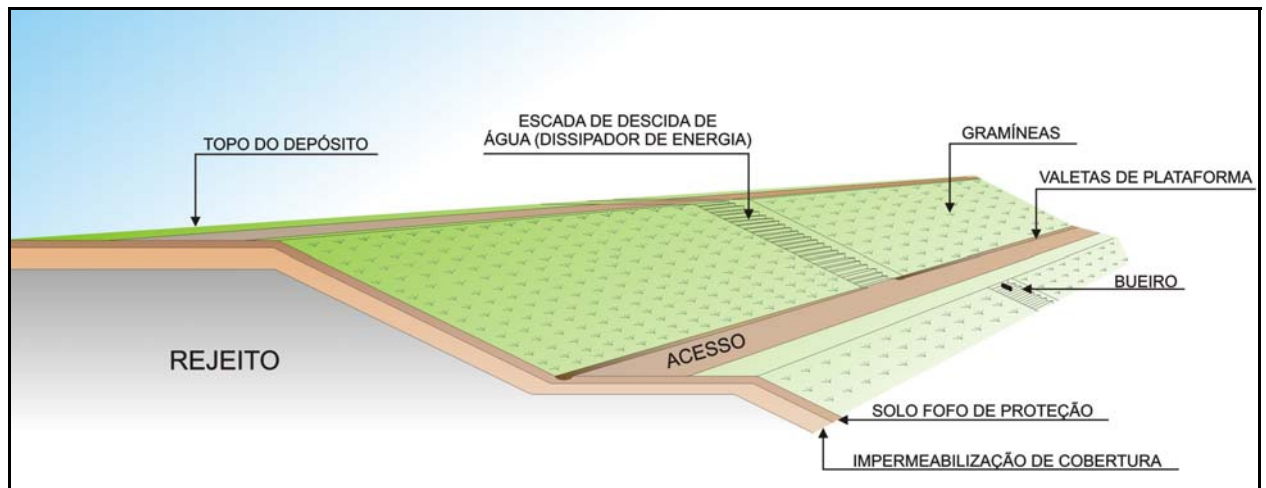 TOPO DO DEPÓSITO
ESCADA DE DESCIDA DE
ÁGUA (DISSIPADOR DE ENERGIA)
GRAMÍNEAS
VALETAS DE PLATAFORMA
BUEIRO
REJEITO
ACESSO
SOLO FOFO DE PROTEÇÃO
IMPERMEABILIZAÇÃO DE COBERTURA